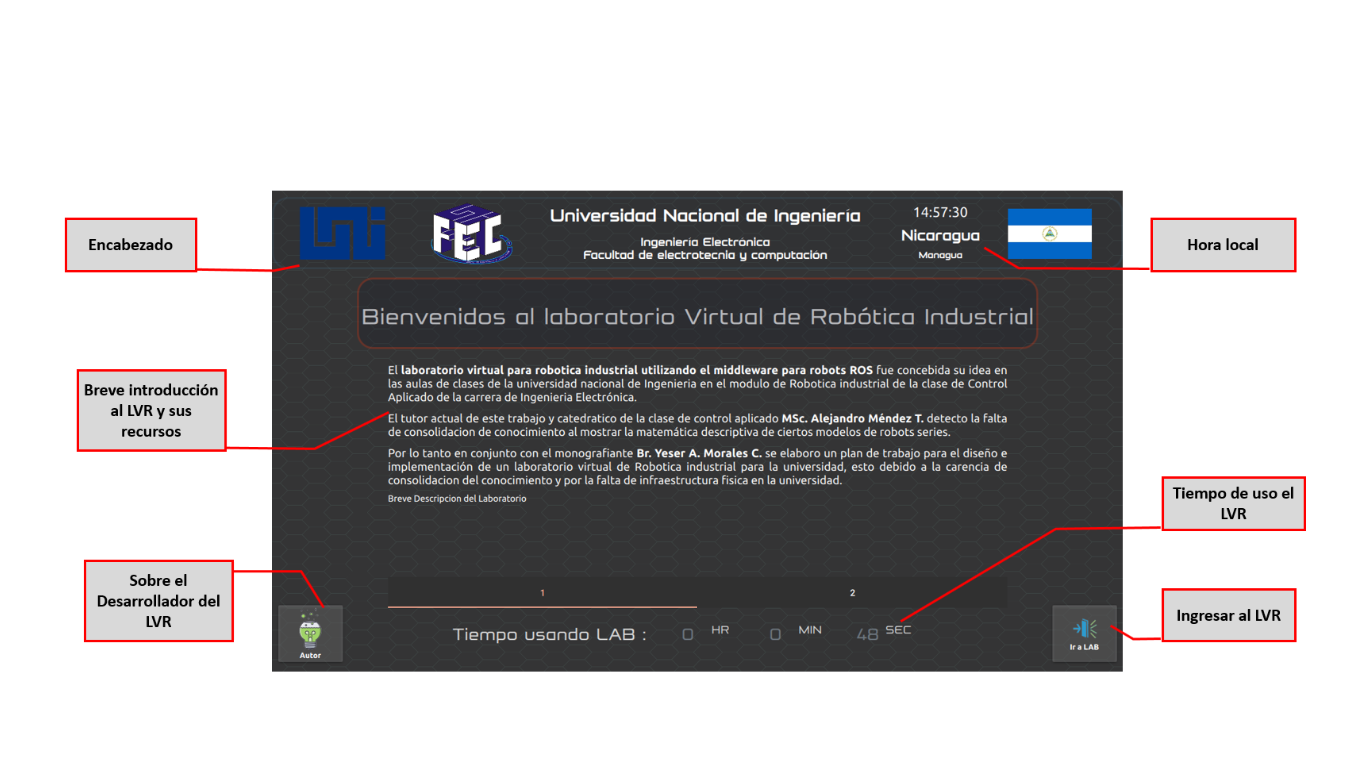 Encabezado
Breve introducción
al LVR y sus
recursos
Sobre el
Desarrollador del
LVR
uni
FEC
Universidad Nacional de Ingeniería
Ingenieria Electrónica
Facultad de electrotecnia y computación
14:57:30
Nicaragua
Managua
Bienvenidos al laboratorio Virtual de Robótica Industrial
El laboratorio virtual para robotica industrial utilizando el middleware para robots ROS fue concebida su idea en
las aulas de clases de la universidad nacional de Ingenieria en el modulo de Robotica industrial de la clase de Control
Aplicado de la carrera de Ingenieria Electrónica.
El tutor actual de este trabajo y catedratico de la clase de control aplicado MSc. Alejandro Méndez T. detecto la falta
de consolidacion de conocimiento al mostrar la matemática descriptiva de ciertos modelos de robots series.
Por lo tanto en conjunto con el monografiante Br. Yeser A. Morales C. se elaboro un plan de trabajo para el diseño e
implementación de un laboratorio virtual de Robotica industrial para la universidad, esto debido a la carencia de
consolidacion del conocimiento y por la falta de infraestructura fisica en la universidad.
Breve Descripcion del Laboratorio
1 2
Autor
Tiempo usando LAB : 0 HR 0 MIN 48 SEC
Ir a LAB
Hora local
Tiempo de uso el
LVR
Ingresar al LVR